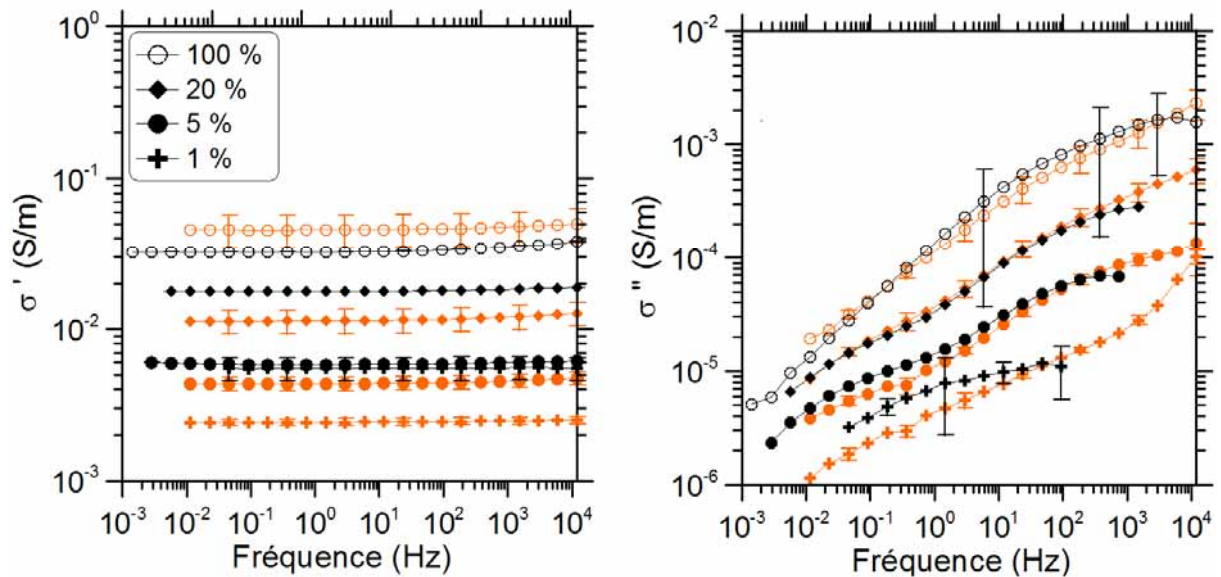 10⁰
10⁻¹
10⁻²
10⁻³
σ ' (S/m)
100 %
20 %
5 %
1 %
10⁻³ 10⁻² 10⁻¹ 10⁰ 10¹ 10² 10³ 10⁴
Fréquence (Hz)
10⁻²
10⁻³
10⁻⁴
10⁻⁵
10⁻⁶
σ " (S/m)
10⁻³ 10⁻² 10⁻¹ 10⁰ 10¹ 10² 10³ 10⁴
Fréquence (Hz)